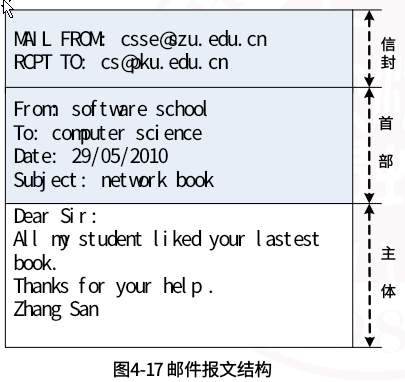 MAIL FROM: csse@szu.edu.cn
RCPT TO: cs@pku.edu.cn
信封
From: software school
To: computer science
Date: 29/05/2010
Subject: network book
首部
Dear Sir:
All my student liked your lastest
book.
Thanks for your help.
Zhang San
主体
图4-17 邮件报文结构